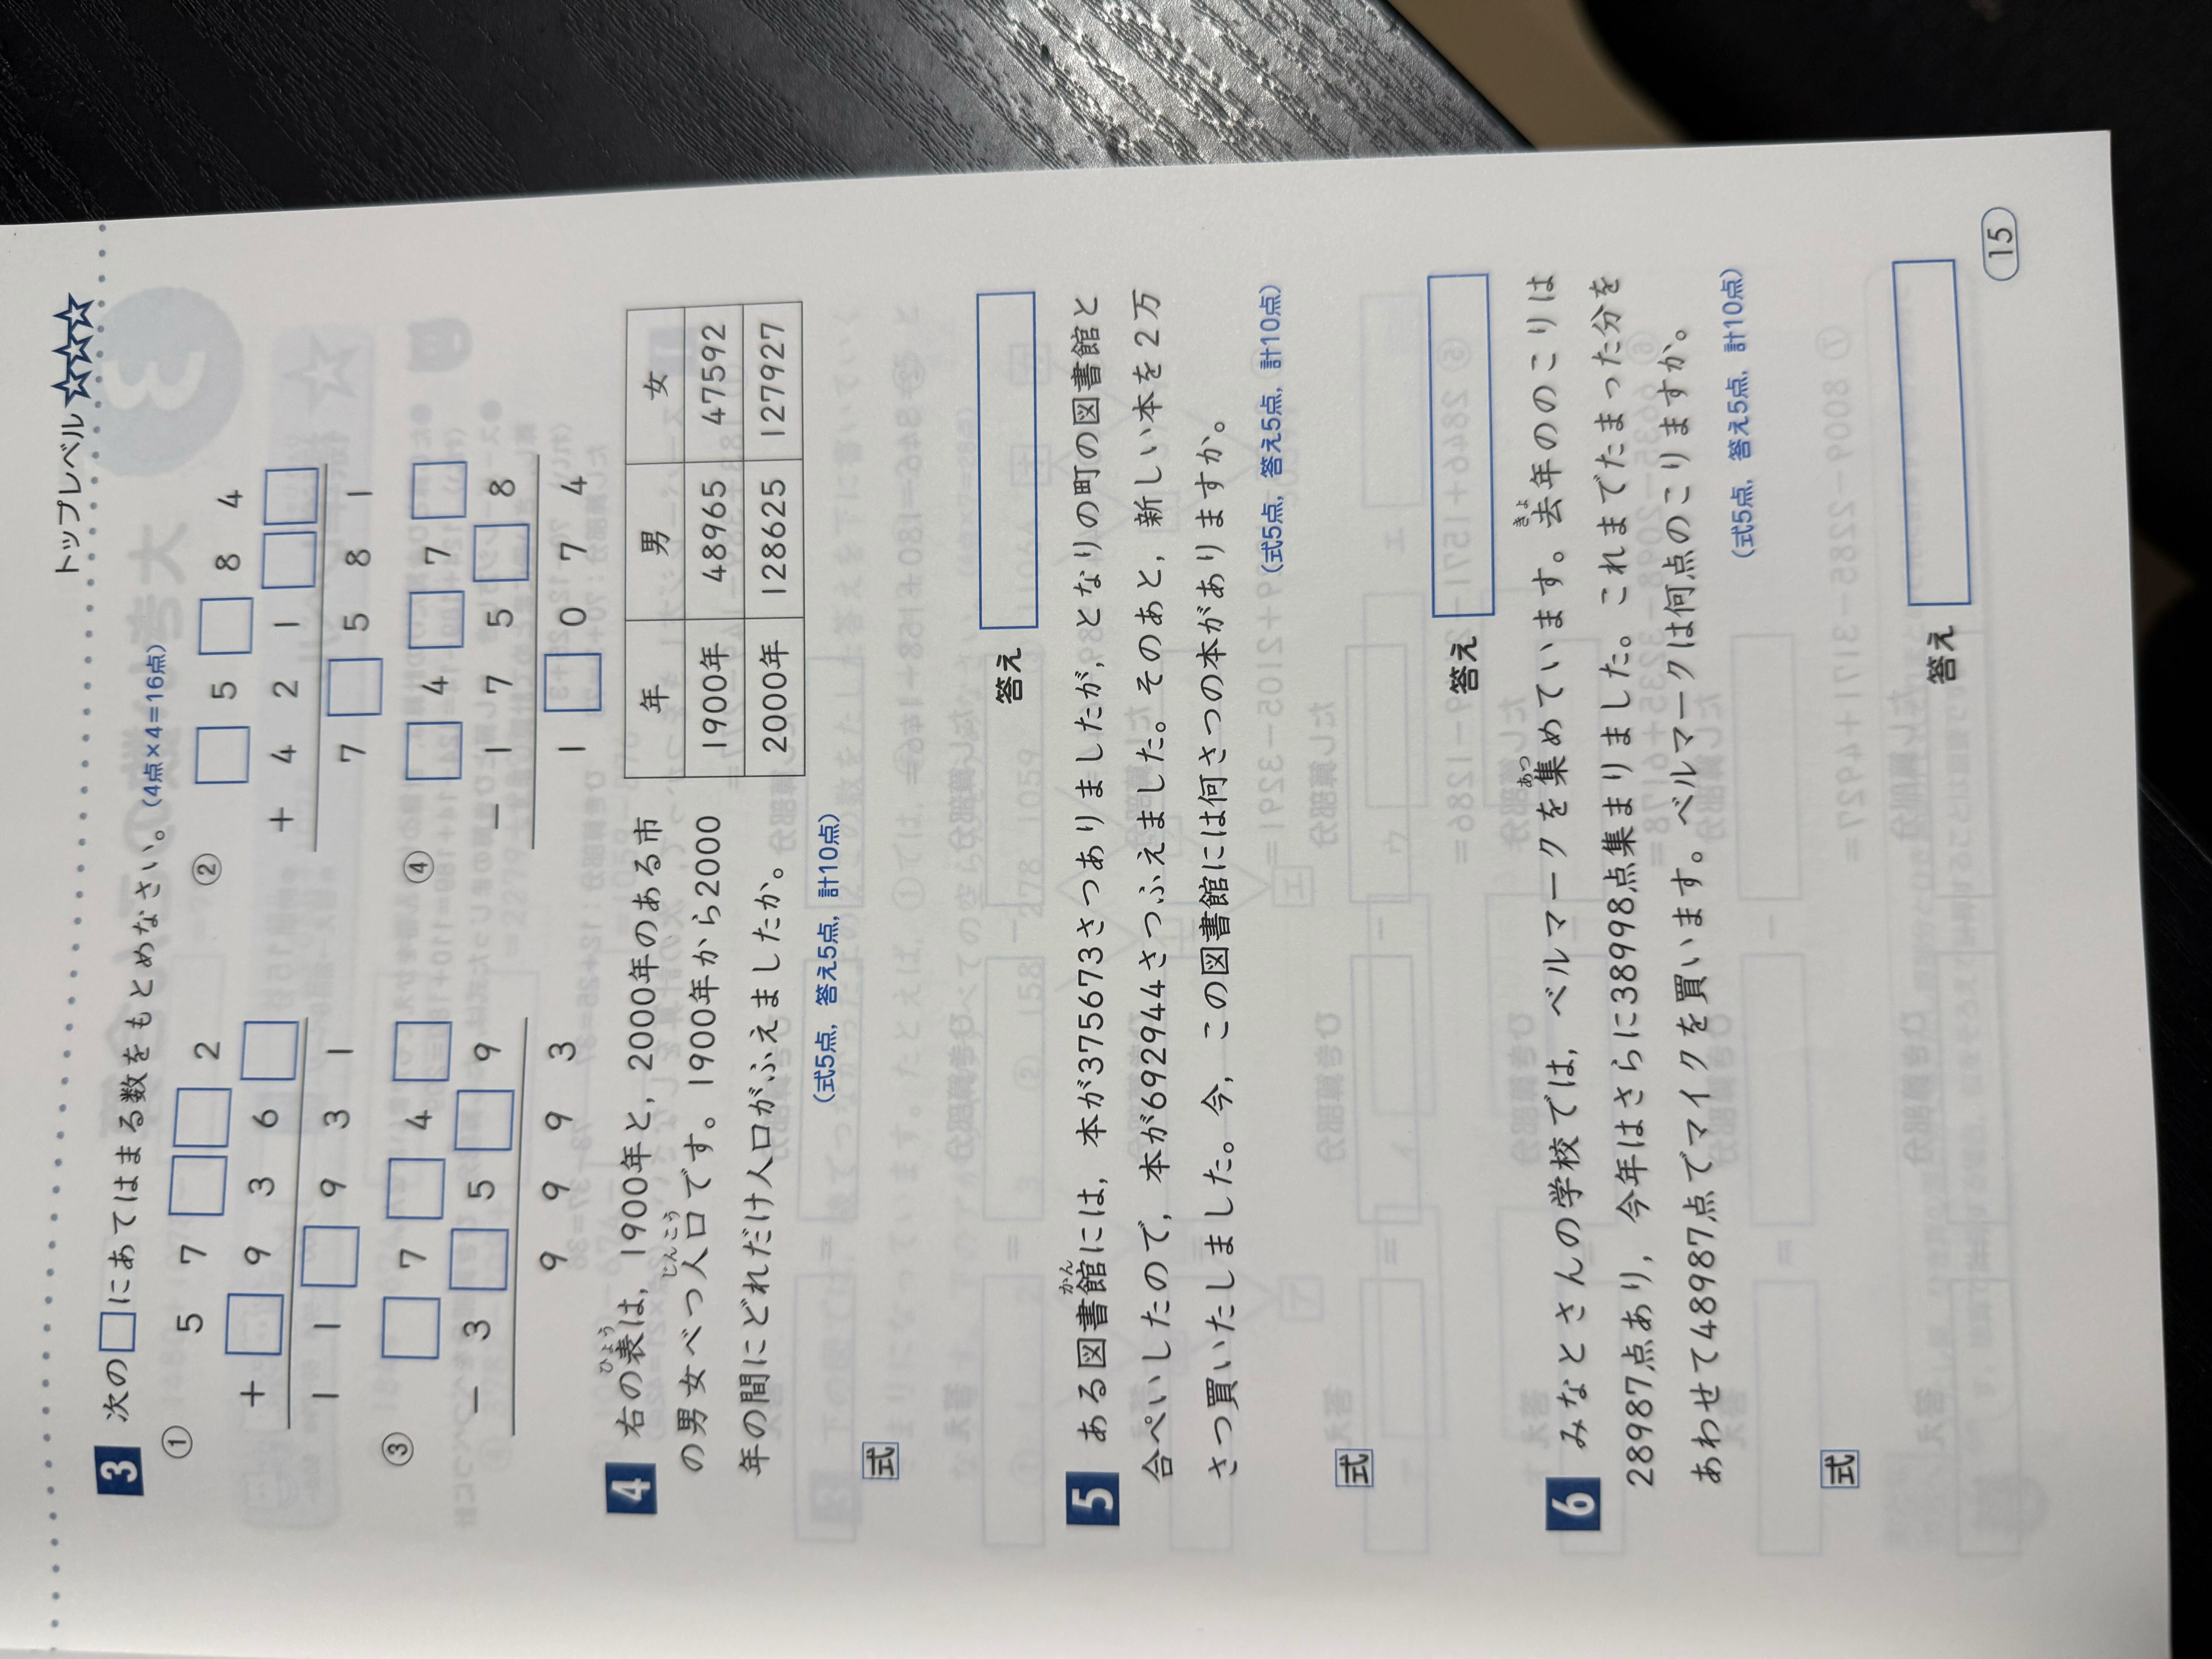 トップレベル ☆☆☆
3 次の□にあてはまる数をもとめなさい。(4点×4=16点)
①
5 7 □ □ 2
+ □ 9 3 6 □
1 1 □ 9 3 1
②
□ 5 □ 8 4
+ 4 2 1 □ □
7 □ 5 8 1
③
□ 7 □ 4 □
− 3 □ 5 □ 9
9 9 9 3
④
□ 4 □ 7 □
− 1 7 5 □ 8
1 □ 0 7 4
4 右の表は,1900年と,2000年のある市
の男女べつ人口です。1900年から2000
年の間にどれだけ人口がふえましたか。
(式5点, 答え5点, 計10点)
ひょう
じんこう
年 男 女
1900年 48965 47592
2000年 128625 127927
式
答え
5 ある図書館には,本が375673さつありましたが,となりの町の図書館と
かん
合ぺいしたので,本が692944さつふえました。そのあと,新しい本を2万
さつ買いたしました。今,この図書館には何さつの本がありますか。
(式5点, 答え5点, 計10点)
式
答え
6 みなとさんの学校では,ベルマークを集めています。去年ののこりは
あつ
きょ
28987点あり,今年はさらに38998点集まりました。これまでたまった分を
あわせて48987点でマイクを買います。ベルマークは何点のこりますか。
(式5点, 答え5点, 計10点)
式
答え
15